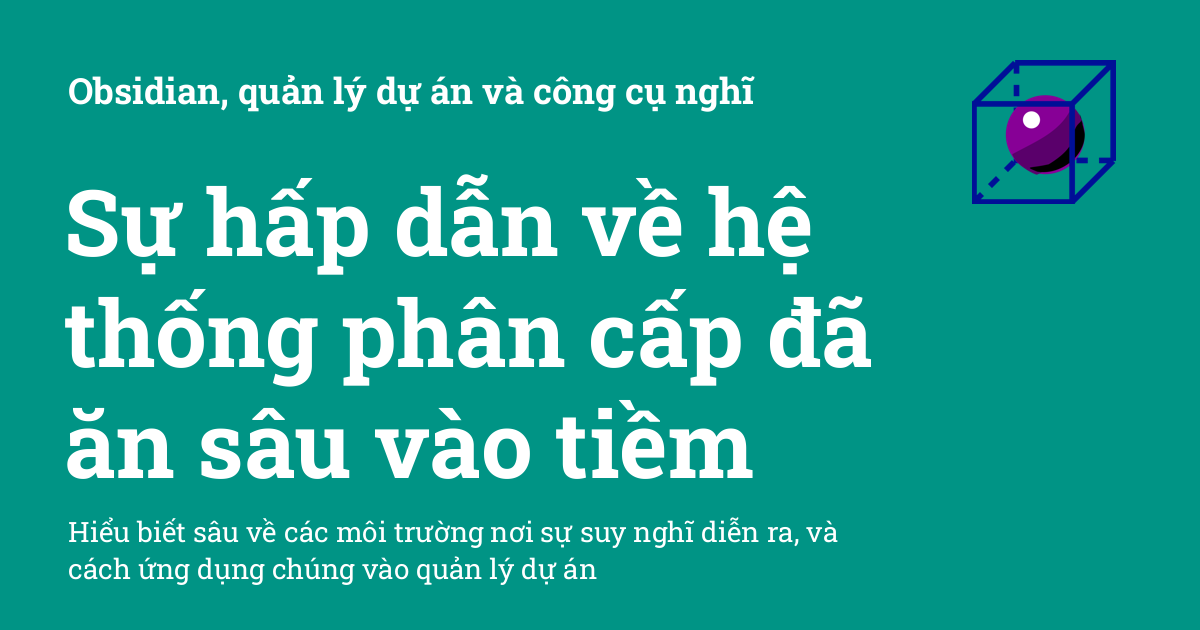 Obsidian, quản lý dự án và công cụ nghĩ
Sự hấp dẫn về hệ
thống phân cấp đã
ăn sâu vào tiềm
Hiểu biết sâu về các môi trường nơi sự suy nghĩ diễn ra, và
cách ứng dụng chúng vào quản lý dự án